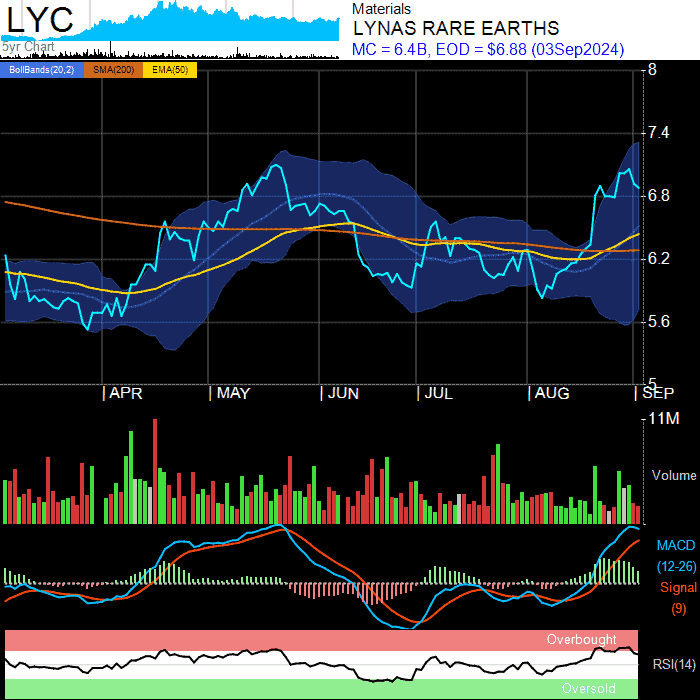 LYC
5yr Chart
Materials
LYNAS RARE EARTHS
MC = 6.4B, EOD = $6.88 (03Sep2024)
BollBands(20,2) SMA(200) EMA(50)
8
7.4
6.8
6.2
5.6
5
APR MAY JUN JUL AUG SEP
11M
Volume
MACD
(12-26)
Signal
(9)
Overbought
RSI(14)
Oversold